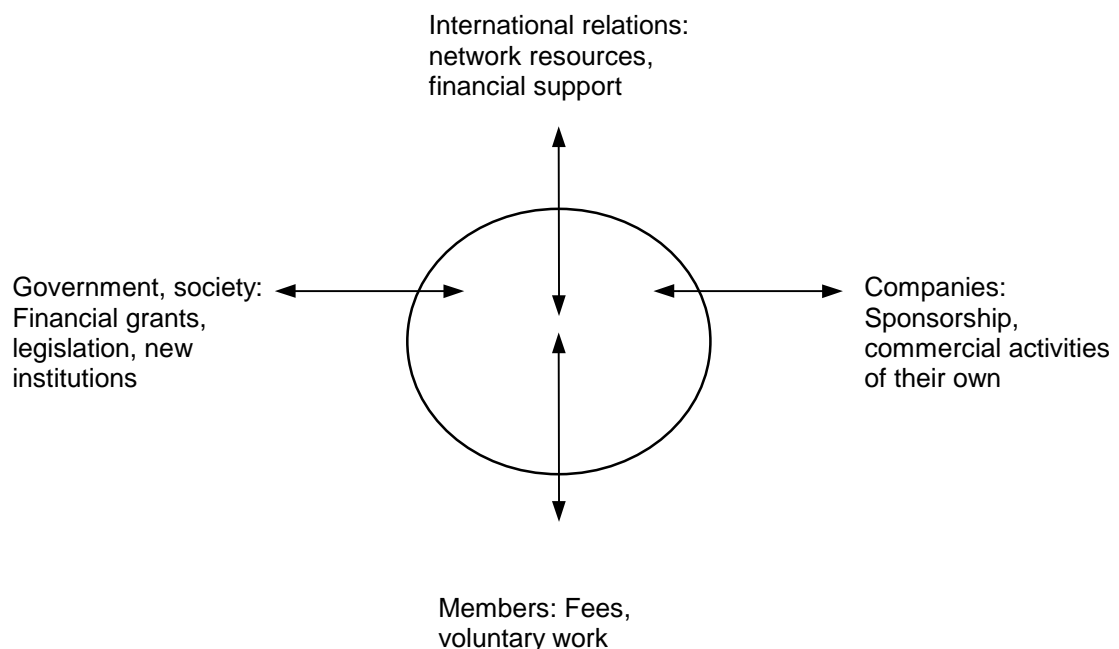 International relations:
network resources,
financial support
Government, society:
Financial grants,
legislation, new
institutions
Companies:
Sponsorship,
commercial activities
of their own
Members: Fees,
voluntary work